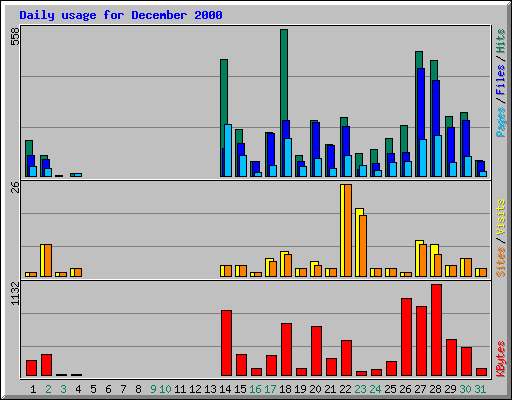 Daily usage for December 2000
558
Pages / Files / Hits
26
Sites / Visits
1132
KBytes
1 2 3 4 5 6 7 8 9 10 11 12 13 14 15 16 17 18 19 20 21 22 23 24 25 26 27 28 29 30 31